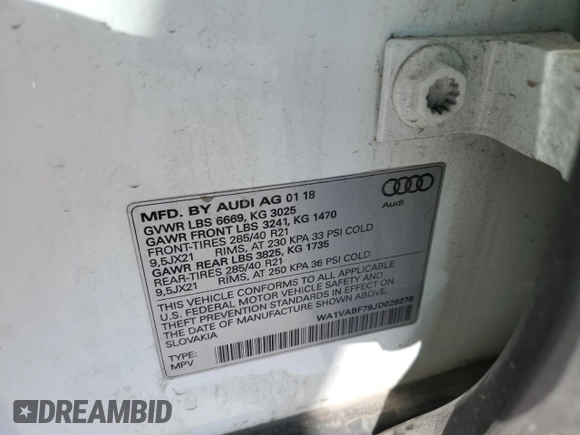 MFD. BY AUDI AG 01 18
GVWR LBS 6669, KG 3025
GAWR FRONT LBS 3241, KG 1470
FRONT-TIRES 285/40 R21
9,5JX21 RIMS, AT 230 KPA 33 PSI COLD
GAWR REAR LBS 3825, KG 1735
REAR-TIRES 285/40 R21
9,5JX21 RIMS, AT 250 KPA 36 PSI COLD
THIS VEHICLE CONFORMS TO ALL APPLICABLE
U.S. FEDERAL MOTOR VEHICLE SAFETY AND
THEFT PREVENTION STANDARDS IN EFFECT ON
THE DATE OF MANUFACTURE SHOWN ABOVE.
SLOVAKIA
WA1VABF79JD029278
TYPE:
MPV
Audi
DREAMBID